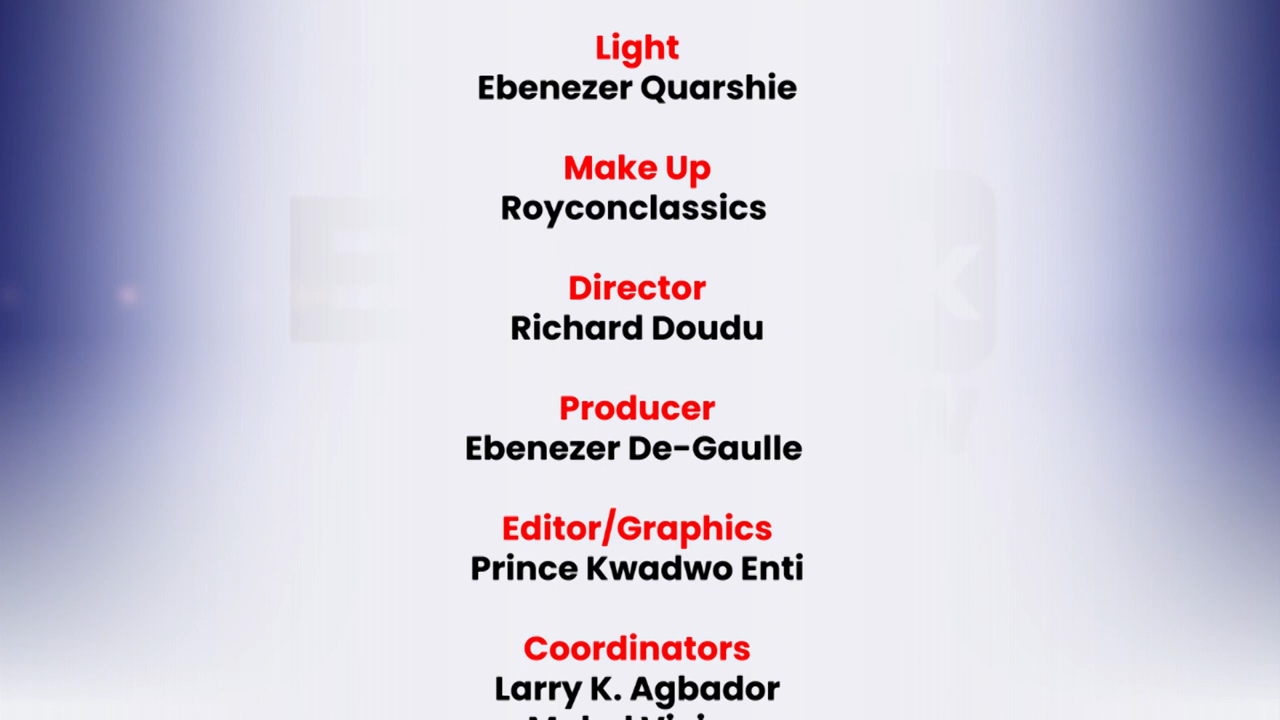 Light
Ebenezer Quarshie
Make Up
Royconclassics
Director
Richard Doudu
Producer
Ebenezer De-Gaulle
Editor/Graphics
Prince Kwadwo Enti
Coordinators
Larry K. Agbador